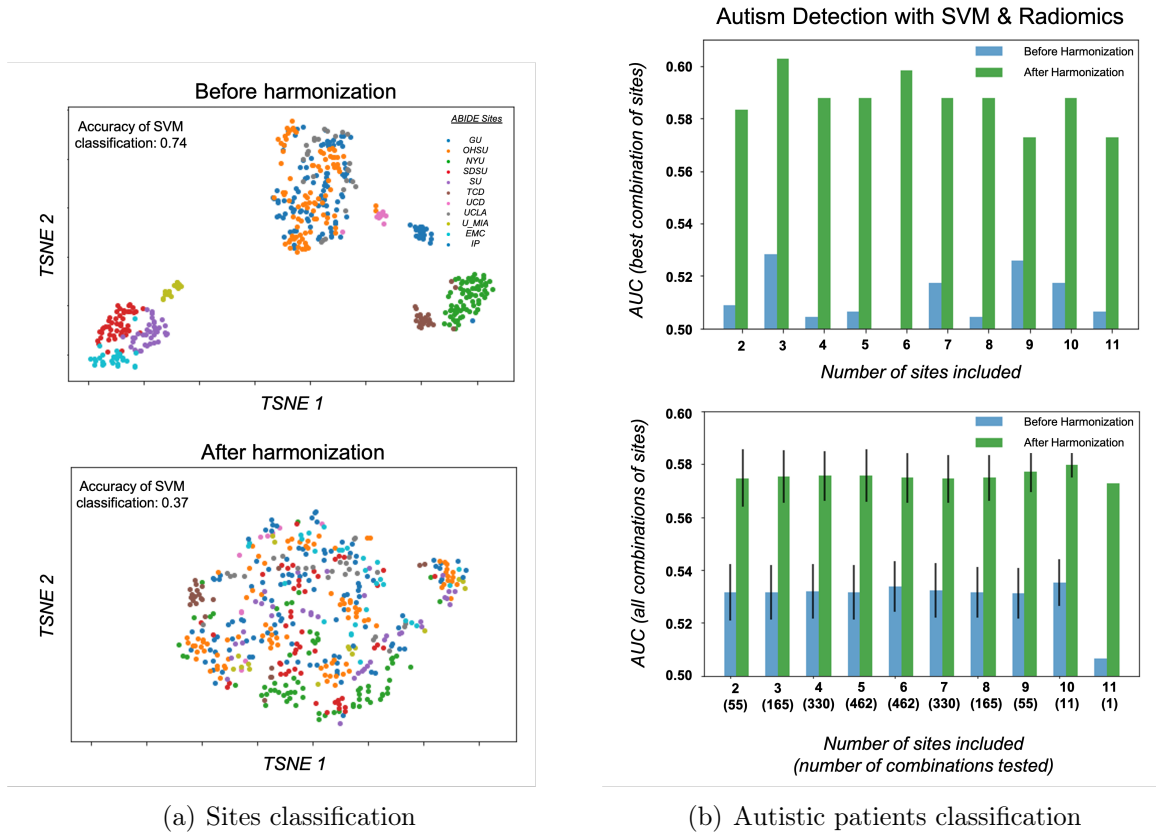 Before harmonization
Accuracy of SVM
classification: 0.74
ABIDE Sites
GU
OHSU
NYU
SDSU
SU
TCD
UCD
UCLA
U_MIA
EMC
IP
TSNE 2
TSNE 1
After harmonization
Accuracy of SVM
classification: 0.37
TSNE 2
TSNE 1
(a) Sites classification
Autism Detection with SVM & Radiomics
Before Harmonization
After Harmonization
AUC (best combination of sites)
0.60
0.58
0.56
0.54
0.52
0.50
2 3 4 5 6 7 8 9 10 11
Number of sites included
Before Harmonization
After Harmonization
AUC (all combinations of sites)
0.60
0.58
0.56
0.54
0.52
0.50
2 3 4 5 6 7 8 9 10 11
(55) (165) (330) (462) (462) (330) (165) (55) (11) (1)
Number of sites included
(number of combinations tested)
(b) Autistic patients classification